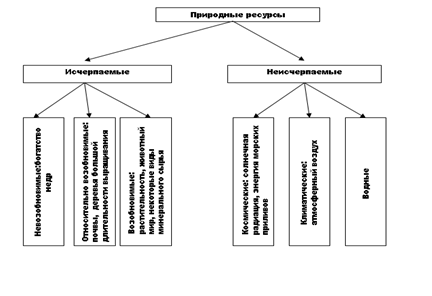 Природные ресурсы
Исчерпаемые
Неисчерпаемые
Невозобновимые:богатство
недр
Относительно возобновимые:
почвы, деревья большой
длительности выращивания
Возобновимые:
растительность, животный
мир, некоторые виды
минерального сырья
Космические: солнечная
радиация, энергия морских
приливов
Климатические:
атмосферный воздух
Водные